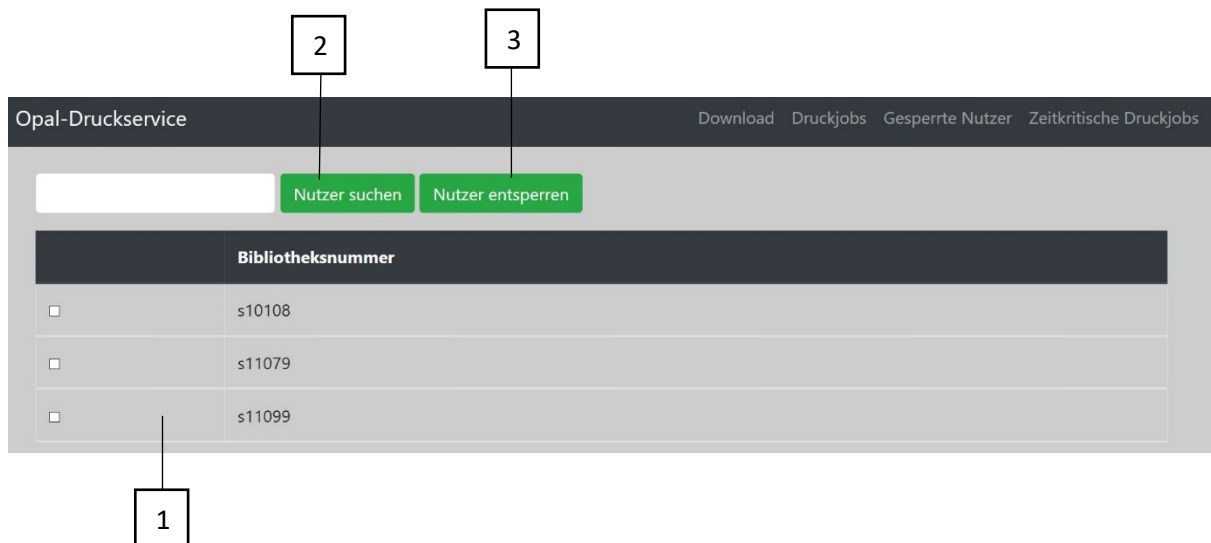 2
3
Opal-Druckservice
Download Druckjobs Gesperrte Nutzer Zeitkritische Druckjobs
Nutzer suchen Nutzer entsperren
Bibliotheksnummer
s10108
s11079
s11099
1